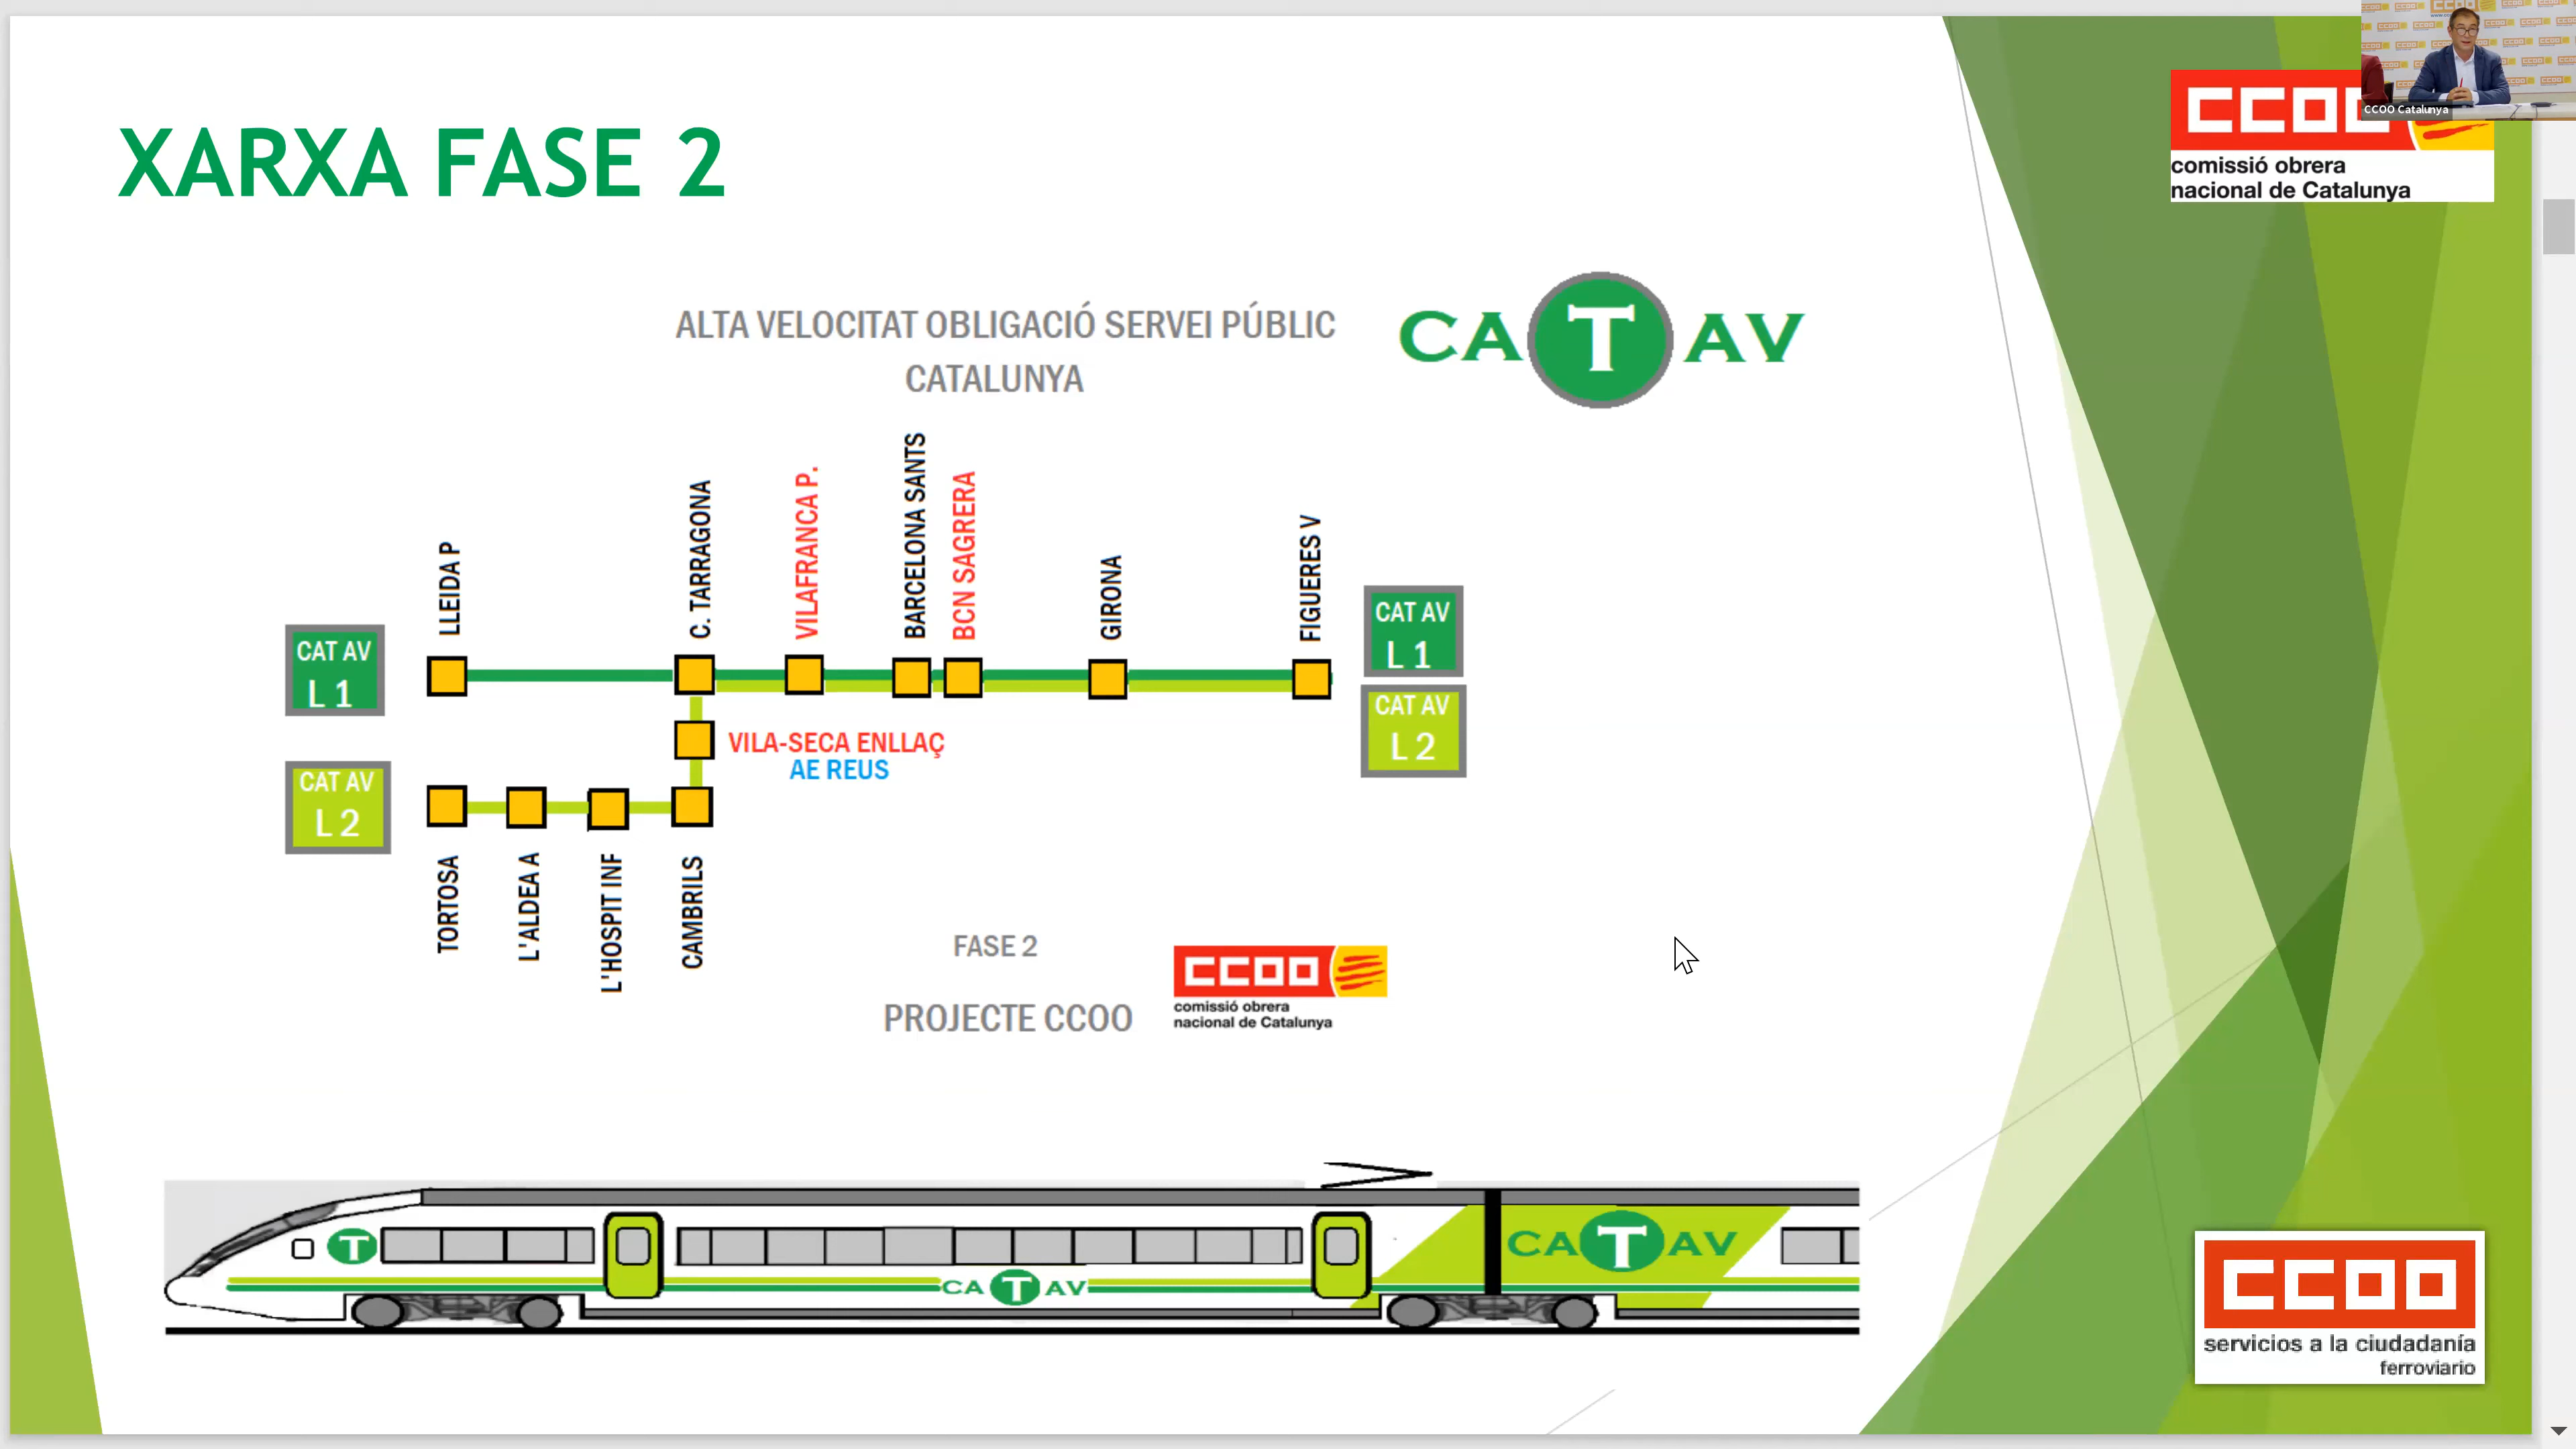 CCOO Catalunya
CCOO
comissió obrera
nacional de Catalunya
XARXA FASE 2
ALTA VELOCITAT OBLIGACIÓ SERVEI PÚBLIC
CATALUNYA
CA T AV
LLEIDA P
C. TARRAGONA
VILAFRANCA P.
BARCELONA SANTS
BCN SAGRERA
GIRONA
FIGUERES V
CAT AV
L 1
CAT AV
L 1
CAT AV
L 2
VILA-SECA ENLLAÇ
AE REUS
CAT AV
L 2
TORTOSA
L'ALDEA A
L'HOSPIT INF
CAMBRILS
FASE 2
PROJECTE CCOO
CCOO
comissió obrera
nacional de Catalunya
T
CA T AV
CA T AV
CCOO
servicios a la ciudadanía
ferroviario